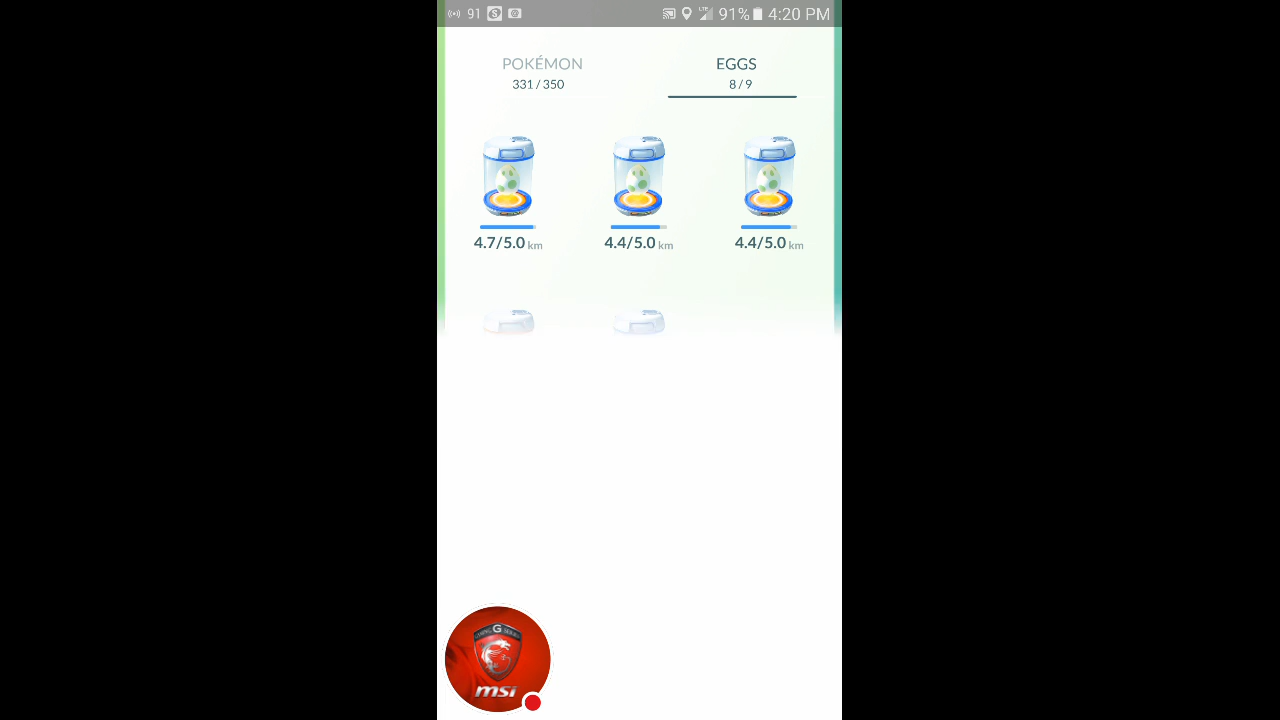 91 91% 4:20 PM
POKÉMON EGGS
331 / 350 8 / 9
4.7/5.0 km 4.4/5.0 km 4.4/5.0 km
G
msi